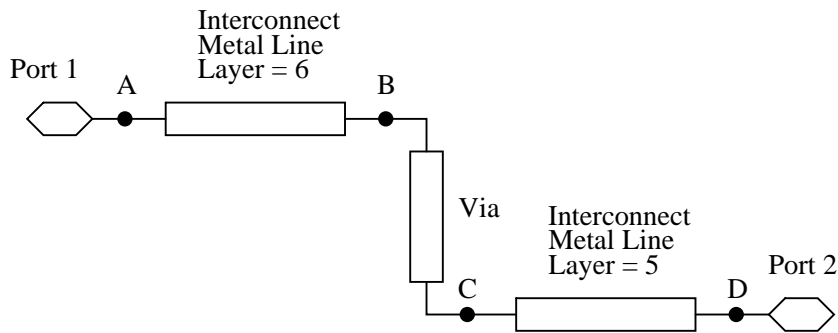 Interconnect
Metal Line
Layer = 6
Port 1
A
B
Via
Interconnect
Metal Line
Layer = 5
C
D
Port 2